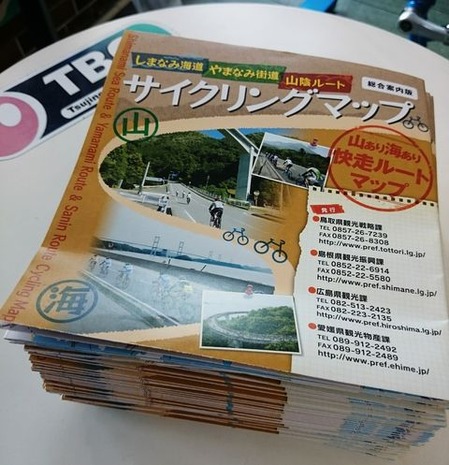 しまなみ海道 やまなみ街道 山陰ルート
総合案内版
サイクリングマップ
山
山あり海あり
快走ルート
マップ
海
発行
●鳥取県観光戦略課
TEL 0857-26-7239
FAX 0857-26-8308
http://www.pref.tottori.lg.jp/
●島根県観光振興課
TEL 0852-22-6914
FAX 0852-22-5580
http://www.pref.shimane.lg.jp/
●広島県観光課
TEL 082-513-2423
FAX 082-223-2135
http://www.pref.hiroshima.lg.jp/
●愛媛県観光物産課
TEL 089-912-2492
FAX 089-912-2489
http://www.pref.ehime.jp/
Shimanami Sea Route & Yamanami Route & Sanin Route Cycling Map
TBS
Tsujino